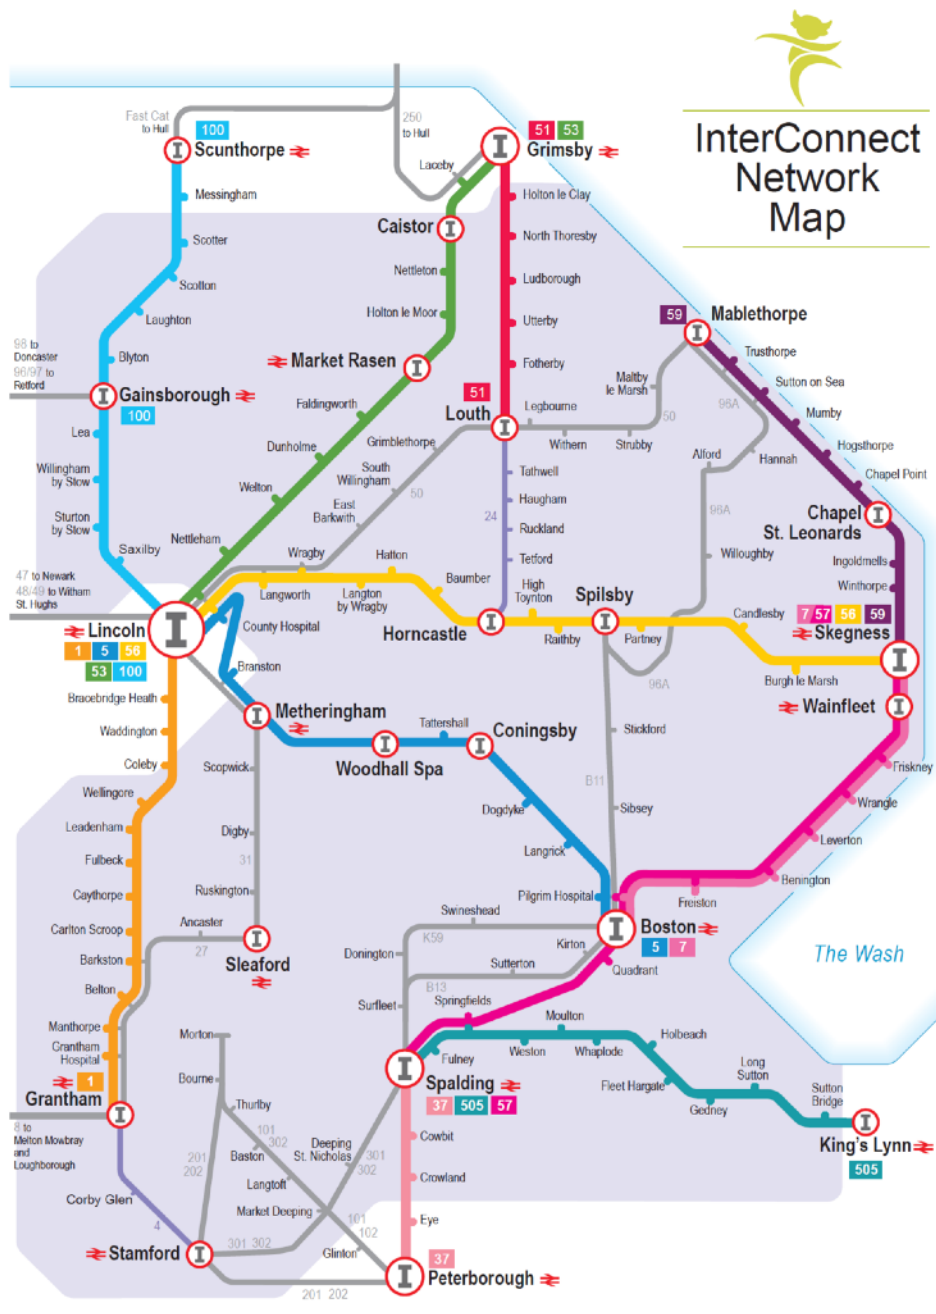 InterConnect
Network
Map
Fast Cat
to Hull
100
Scunthorpe
250
to Hull
51 53
Grimsby
Laceby
Messingham
Holton le Clay
Caistor
North Thoresby
Scotter
Nettleton
Scotton
Ludborough
Holton le Moor
Laughton
Utterby
59
Mablethorpe
98 to
Doncaster
96/97 to
Retford
Blyton
Market Rasen
Fotherby
Trusthorpe
Gainsborough
100
51
Louth
Maltby
le Marsh
Sutton on Sea
Faldingworth
Legbourne
50
96A
Mumby
Lea
Dunholme
Grimblethorpe
Withern
Strubby
Hogsthorpe
Willingham
by Slow
South
Willingham
Tathwell
Alford
Hannah
Chapel Point
Welton
50
Haugham
Sturton
by Slow
East
Barkwith
24
Ruckland
96A
Chapel
St. Leonards
Nettleham
Saxilby
Wragby
Hatton
Tetford
Willoughby
Ingoldmells
47 to Newark
48/49 to Witham
St. Hughs
Langworth
Langton
by Wragby
Baumber
High
Toynton
Spilsby
Winthorpe
Candlesby
7 57 56 59
Skegness
Lincoln
1 5 56
53 100
County Hospital
Horncastle
Raithby
Partney
Burgh le Marsh
Branston
96A
Bracebridge Heath
Metheringham
Tattershall
Coningsby
Wainfleet
Waddington
Stickford
Coleby
Scopwick
Woodhall Spa
Friskney
B11
Wellingore
Dogdyke
Sibsey
Wrangle
Leadenham
Digby
Leverton
Fulbeck
31
Langrick
Caythorpe
Ruskington
Pilgrim Hospital
Benington
Freiston
Carlton Scroop
Ancaster
27
Swineshead
K59
Boston
5 7
Barkston
Sleaford
Donington
Kirton
The Wash
Sutterton
Quadrant
Belton
B13
Springfields
Surfleet
Manthorpe
Morton
Moulton
Holbeach
Grantham
Hospital
Fulney
Weston
Whaplode
Long
Sutton
1
Grantham
Bourne
Spalding
37 505 57
Fleet Hargate
Gedney
Sutton
Bridge
8 to
Melton Mowbray
and
Loughborough
Thurlby
101
302
Cowbit
King's Lynn
505
201
202
Baston
Deeping
St. Nicholas
301
302
Langtoft
Crowland
Corby Glen
Market Deeping
101
102
Eye
4
Stamford
301 302
Glinton
37
Peterborough
201 202